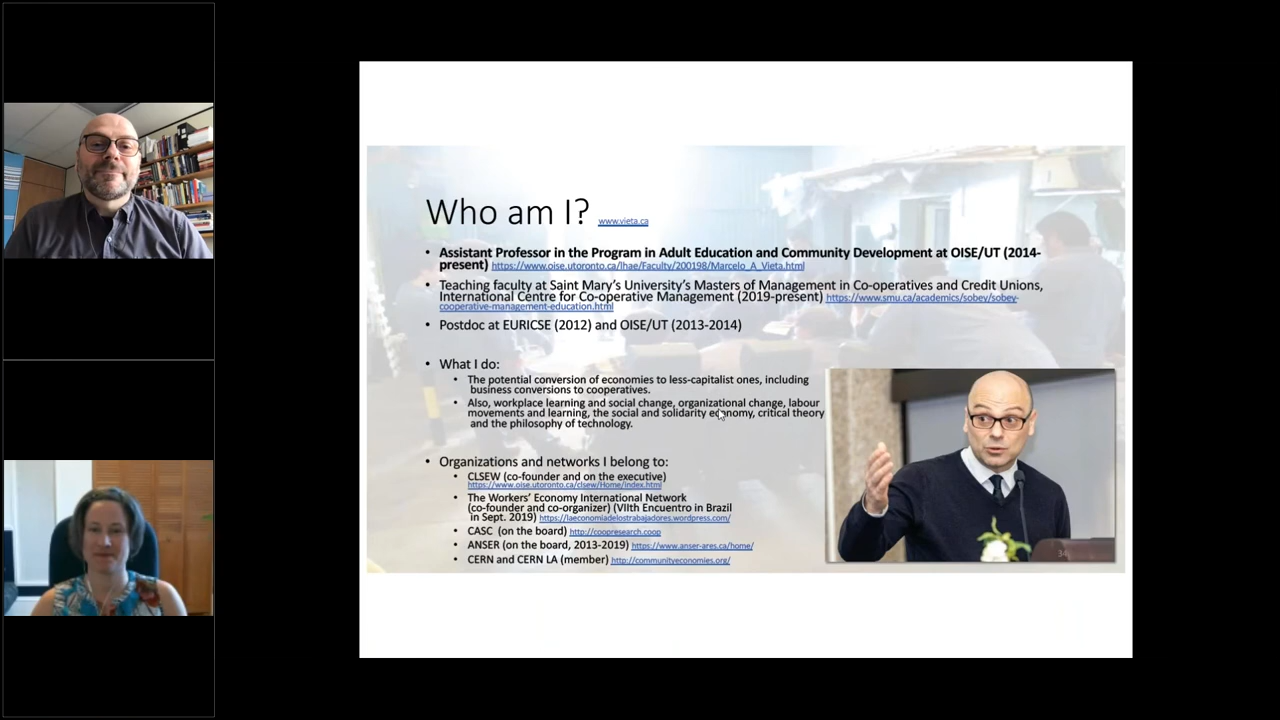 Who am I? www.vieta.ca
• Assistant Professor in the Program in Adult Education and Community Development at OISE/UT (2014-
present) https://www.oise.utoronto.ca/lhae/Faculty/200198/Marcelo_A_Vieta.html
• Teaching faculty at Saint Mary's University's Masters of Management in Co-operatives and Credit Unions,
International Centre for Co-operative Management (2019-present) https://www.smu.ca/academics/sobey/sobey-
cooperative-management-education.html
• Postdoc at EURICSE (2012) and OISE/UT (2013-2014)
• What I do:
• The potential conversion of economies to less-capitalist ones, including
business conversions to cooperatives.
• Also, workplace learning and social change, organizational change, labour
movements and learning, the social and solidarity economy, critical theory
and the philosophy of technology.
• Organizations and networks I belong to:
• CLSEW (co-founder and on the executive)
https://www.oise.utoronto.ca/clsew/Home/index.html
• The Workers' Economy International Network
(co-founder and co-organizer) (VIIth Encuentro in Brazil
in Sept. 2019) https://laeconomiadelostrabajadores.wordpress.com/
• CASC (on the board) http://coopresearch.coop
• ANSER (on the board, 2013-2019) https://www.anser-ares.ca/home/
• CERN and CERN LA (member) http://communityeconomies.org/